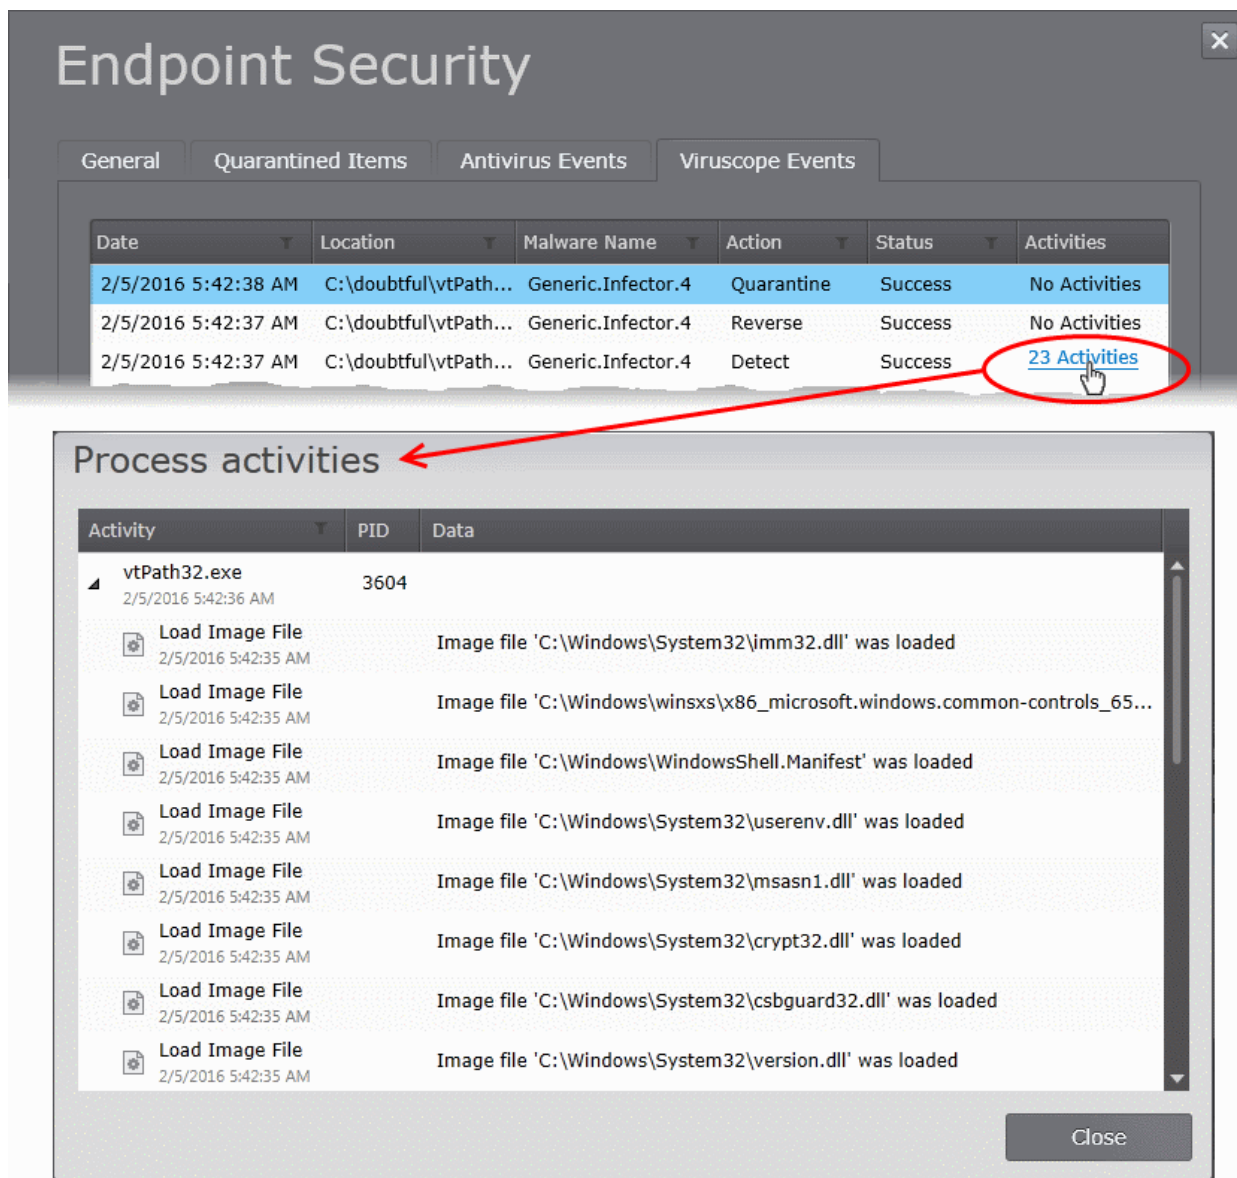 Endpoint Security
General Quarantined Items Antivirus Events Viruscope Events
Date Location Malware Name Action Status Activities
2/5/2016 5:42:38 AM C:\doubtful\vtPath... Generic.Infector.4 Quarantine Success No Activities
2/5/2016 5:42:37 AM C:\doubtful\vtPath... Generic.Infector.4 Reverse Success No Activities
2/5/2016 5:42:37 AM C:\doubtful\vtPath... Generic.Infector.4 Detect Success 23 Activities
Process activities
Activity PID Data
vtPath32.exe 3604
2/5/2016 5:42:36 AM
Load Image File Image file 'C:\Windows\System32\imm32.dll' was loaded
2/5/2016 5:42:35 AM
Load Image File Image file 'C:\Windows\winsxs\x86_microsoft.windows.common-controls_65...
2/5/2016 5:42:35 AM
Load Image File Image file 'C:\Windows\WindowsShell.Manifest' was loaded
2/5/2016 5:42:35 AM
Load Image File Image file 'C:\Windows\System32\userenv.dll' was loaded
2/5/2016 5:42:35 AM
Load Image File Image file 'C:\Windows\System32\msasn1.dll' was loaded
2/5/2016 5:42:35 AM
Load Image File Image file 'C:\Windows\System32\crypt32.dll' was loaded
2/5/2016 5:42:35 AM
Load Image File Image file 'C:\Windows\System32\csbguard32.dll' was loaded
2/5/2016 5:42:35 AM
Load Image File Image file 'C:\Windows\System32\version.dll' was loaded
2/5/2016 5:42:35 AM
Close